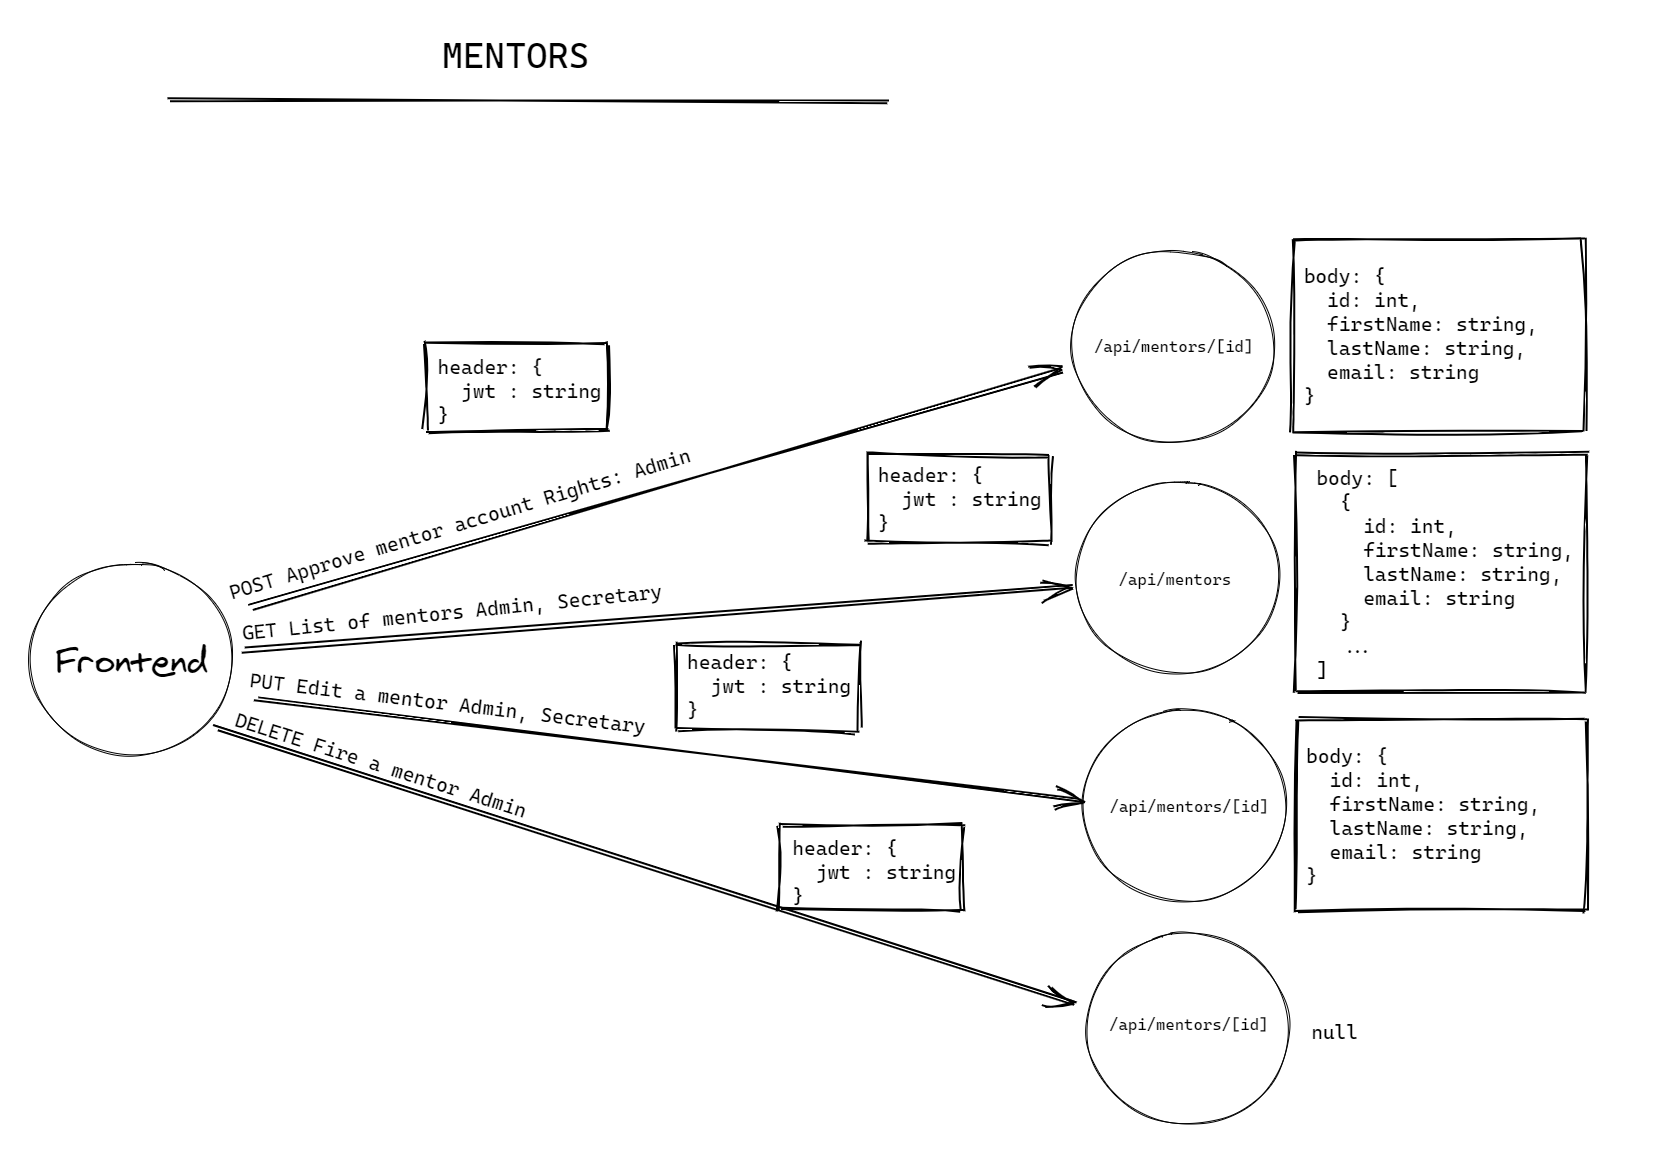 MENTORS
header: {
  jwt : string
}
POST Approve mentor account Rights: Admin
/api/mentors/[id]
body: {
  id: int,
  firstName: string,
  lastName: string,
  email: string
}
header: {
  jwt : string
}
GET List of mentors Admin, Secretary
/api/mentors
body: [
  {
    id: int,
    firstName: string,
    lastName: string,
    email: string
  }
  ...
]
Frontend
header: {
  jwt : string
}
PUT Edit a mentor Admin, Secretary
/api/mentors/[id]
body: {
  id: int,
  firstName: string,
  lastName: string,
  email: string
}
DELETE Fire a mentor Admin
header: {
  jwt : string
}
/api/mentors/[id]
null